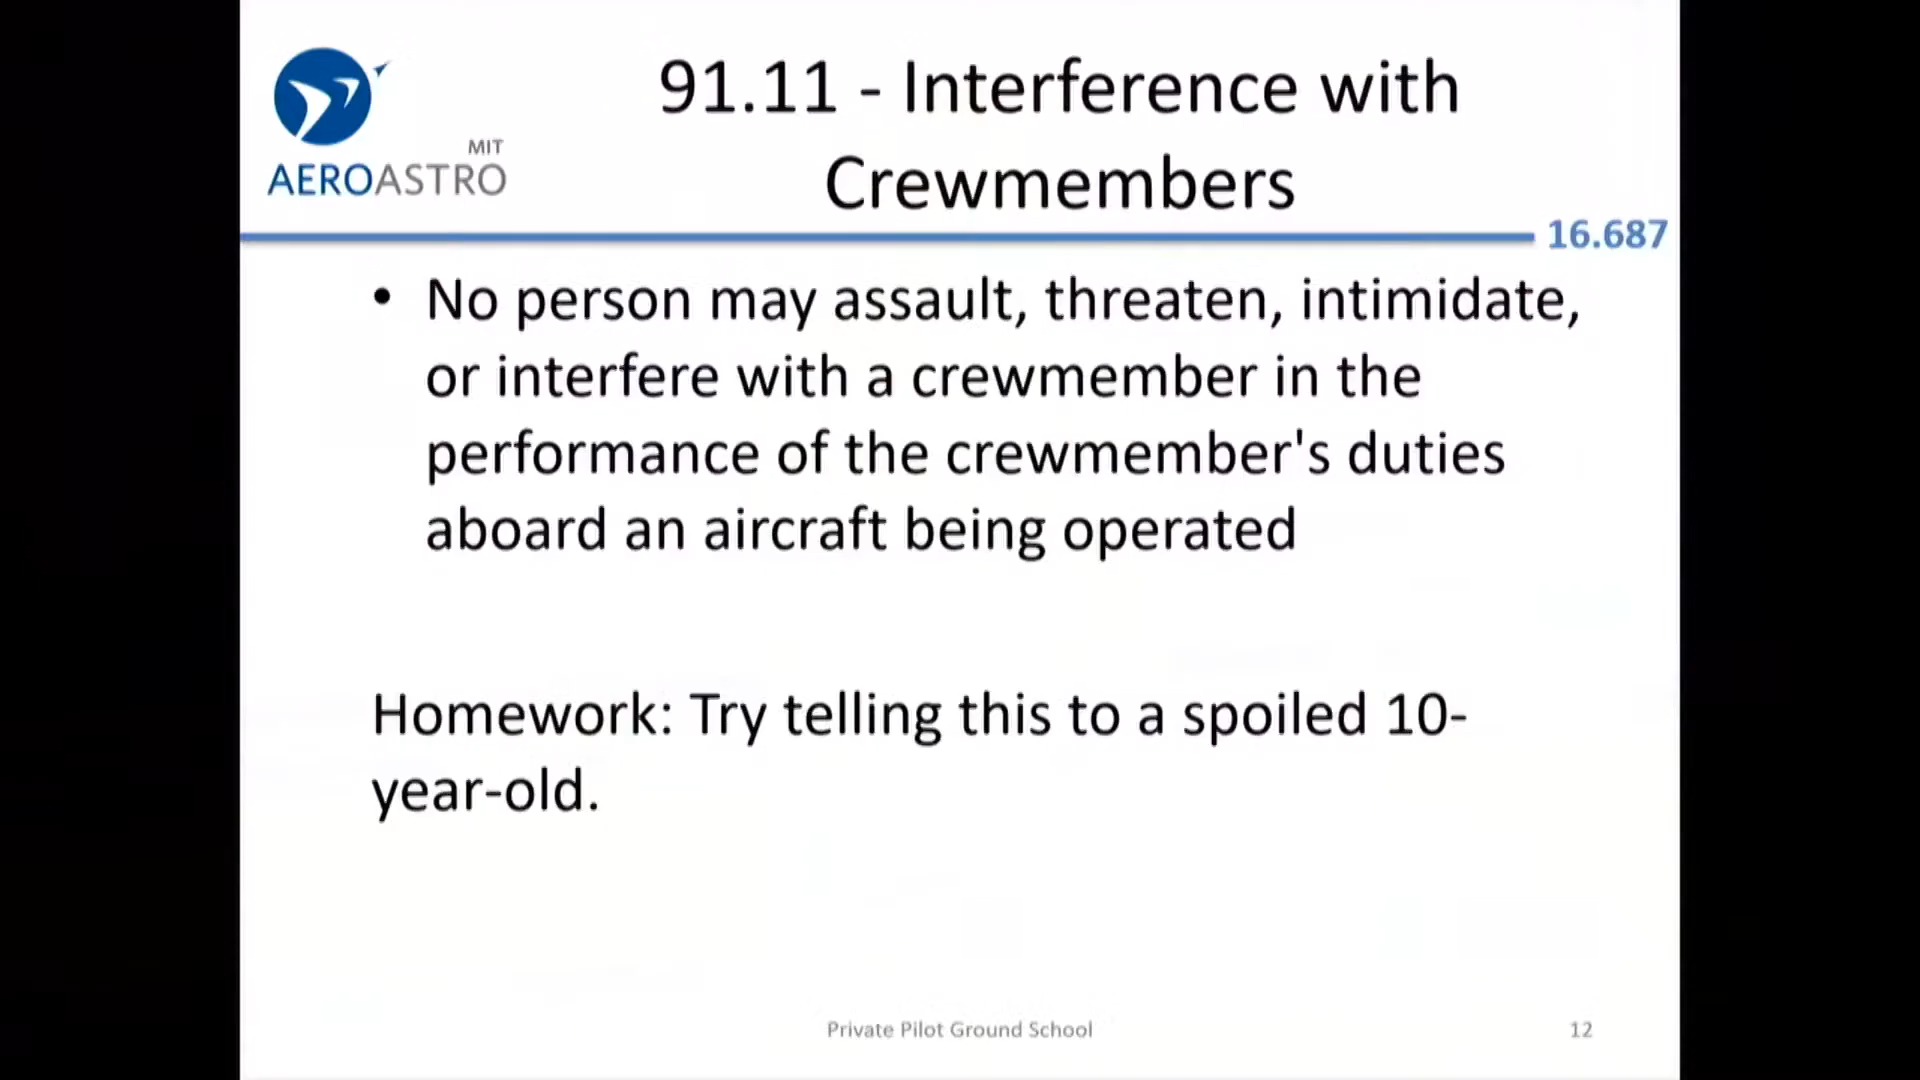 91.11 - Interference with
Crewmembers
MIT
AEROASTRO
16.687
• No person may assault, threaten, intimidate,
or interfere with a crewmember in the
performance of the crewmember's duties
aboard an aircraft being operated
Homework: Try telling this to a spoiled 10-
year-old.
Private Pilot Ground School
12